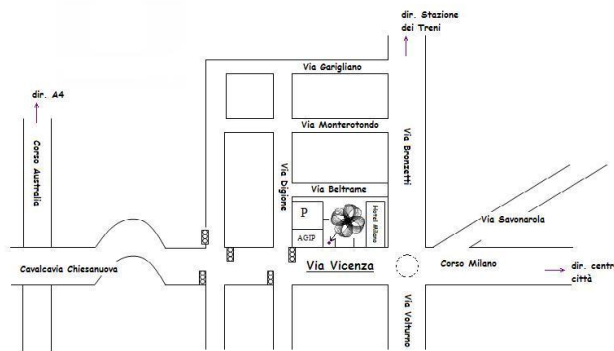 dir. Stazione
dei Treni
Via Garigliano
dir. A4
Via Monterotondo
Corso Australia
Via Bronzetti
Via Digione
Via Beltrame
P
Hotel Milano
AGIP
Via Savonarola
Cavalcavia Chiesanuova
Via Vicenza
Corso Milano
dir. centr
città
Via Volturno